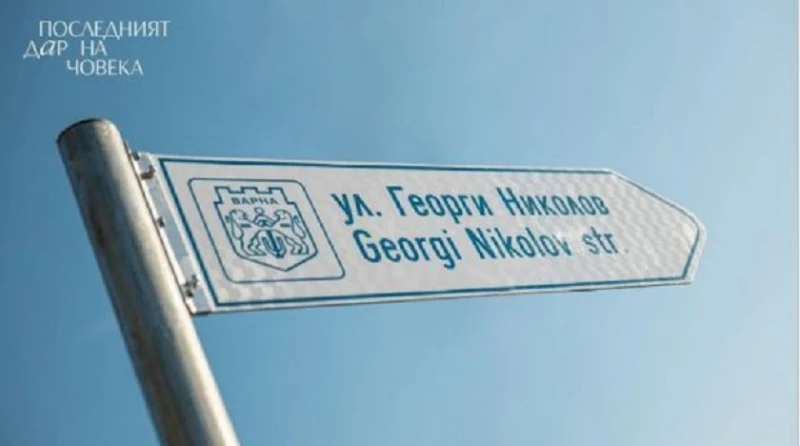 ПОСЛЕДНИЯТ
ДАР НА
ЧОВЕКА
ВАРНА
ул. Георги Николов
Georgi Nikolov str.